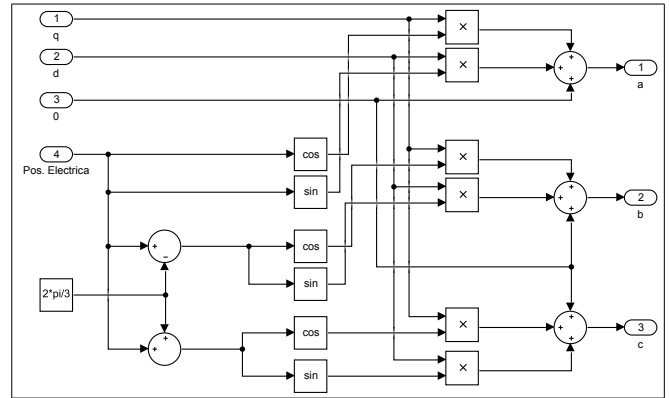 1
q
2
d
3
0
4
Pos. Electrica
2*pi/3
cos
sin
cos
sin
cos
sin
×
×
×
×
×
×
+
+
+
+
+
+
+
+
+
+
−
+
+
1
a
2
b
3
c